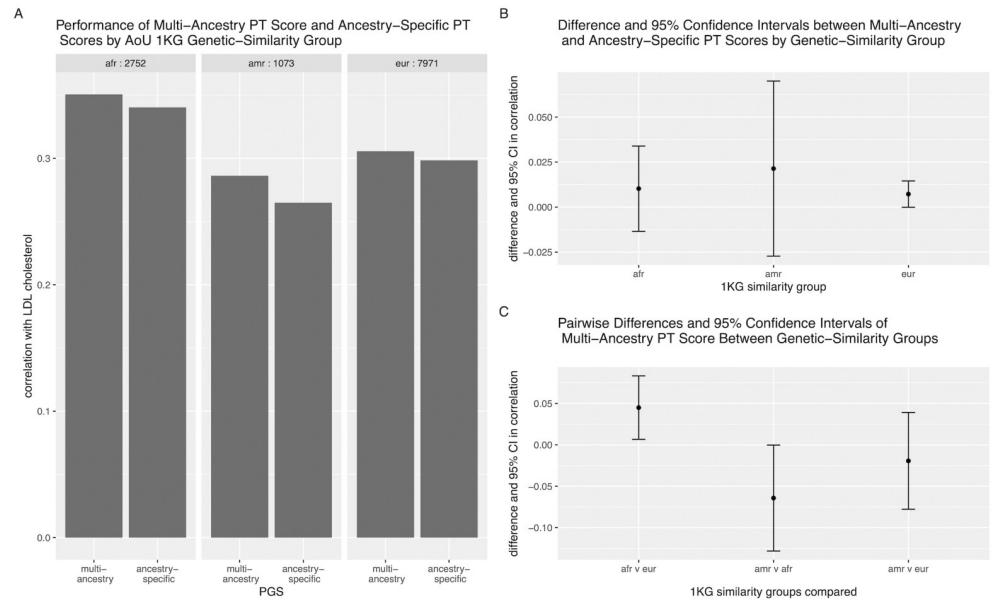 A
Performance of Multi−Ancestry PT Score and Ancestry−Specific PT
Scores by AoU 1KG Genetic−Similarity Group
afr : 2752
amr : 1073
eur : 7971
correlation with LDL cholesterol
0.3
0.2
0.1
0.0
multi−
ancestry
ancestry−
specific
multi−
ancestry
ancestry−
specific
multi−
ancestry
ancestry−
specific
PGS
B
Difference and 95% Confidence Intervals between Multi−Ancestry
and Ancestry−Specific PT Scores by Genetic−Similarity Group
difference and 95% CI in correlation
0.050
0.025
0.000
−0.025
afr
amr
eur
1KG similarity group
C
Pairwise Differences and 95% Confidence Intervals of
Multi−Ancestry PT Score Between Genetic−Similarity Groups
difference and 95% CI in correlation
0.05
0.00
−0.05
−0.10
afr v eur
amr v afr
amr v eur
1KG similarity groups compared